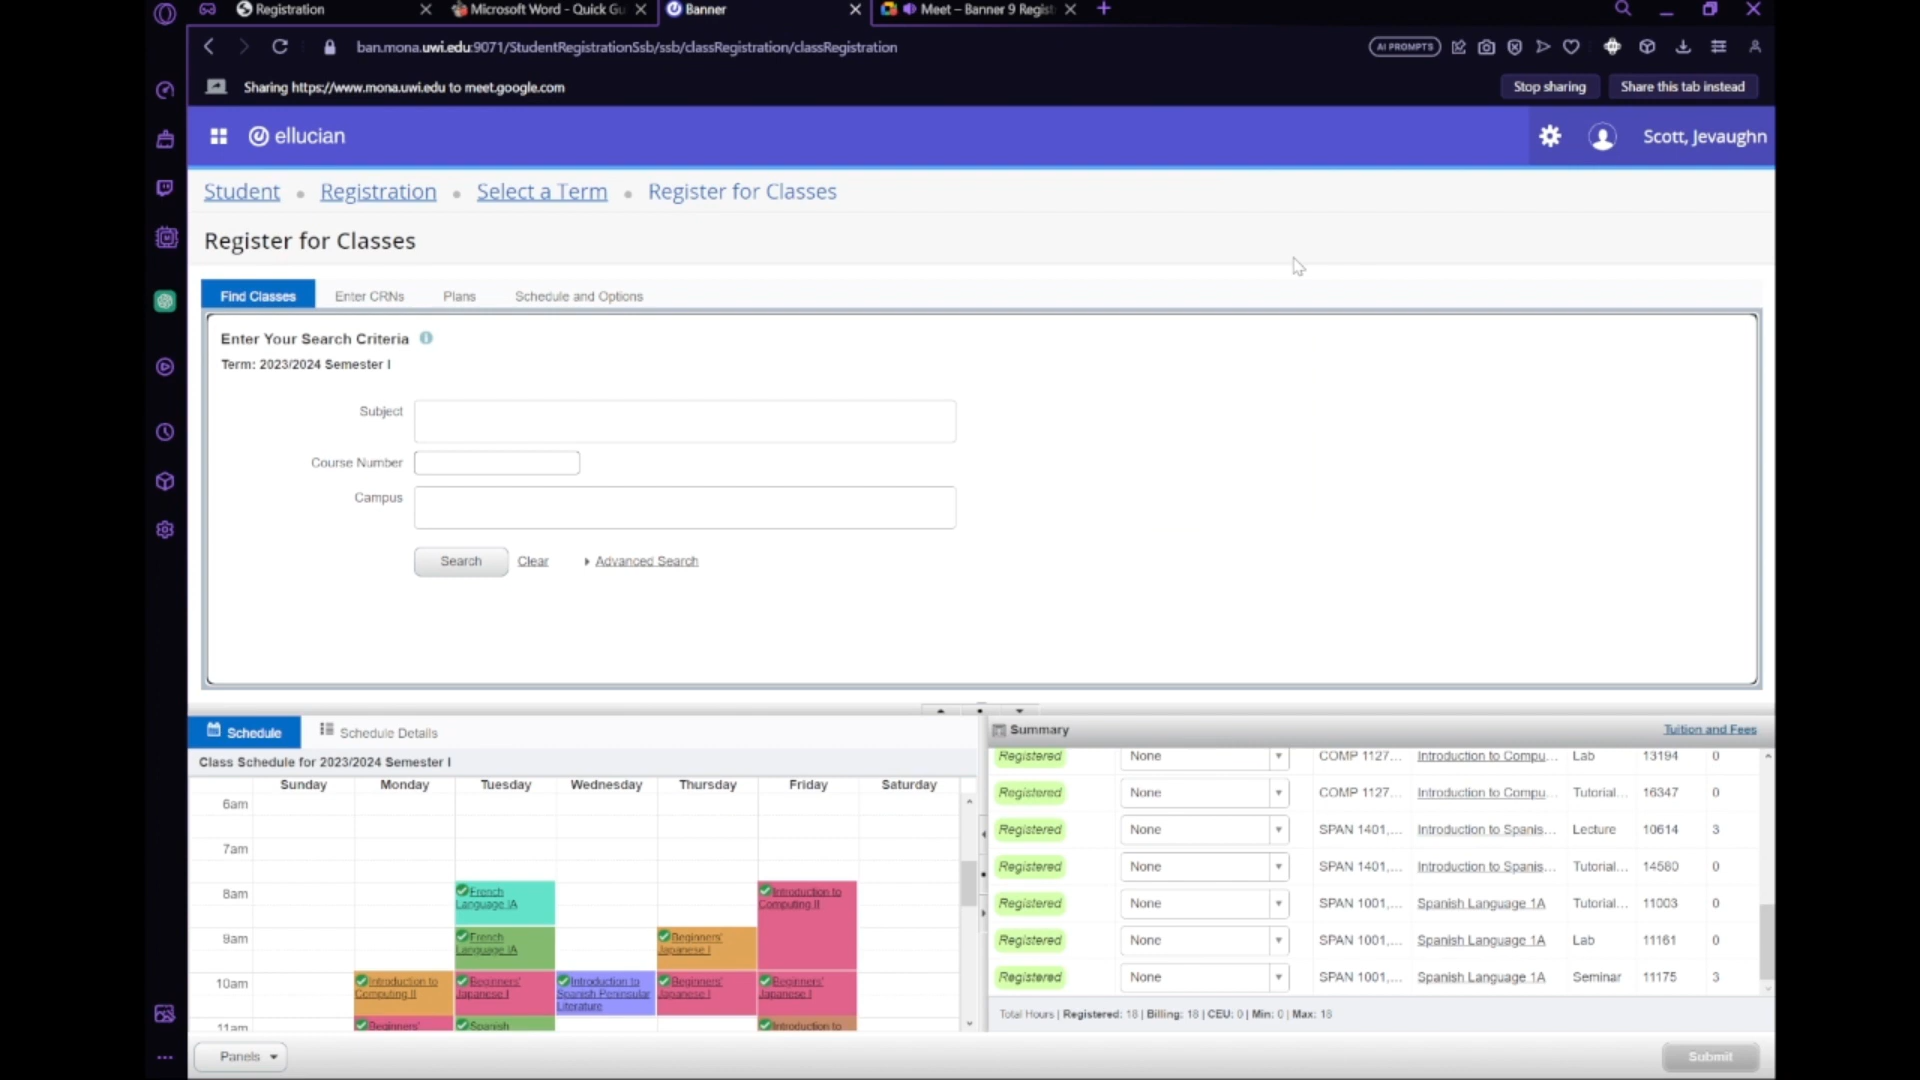 Registration
Microsoft Word - Quick Gu
Banner
Meet – Banner 9 Regist
ban.mona.uwi.edu:9071/StudentRegistrationSsb/ssb/classRegistration/classRegistration
AI PROMPTS
Sharing https://www.mona.uwi.edu to meet.google.com
Stop sharing
Share this tab instead
ellucian
Scott, Jevaughn
Student • Registration • Select a Term • Register for Classes
Register for Classes
Find Classes
Enter CRNs
Plans
Schedule and Options
Enter Your Search Criteria
Term: 2023/2024 Semester I
Subject
Course Number
Campus
Search
Clear
Advanced Search
Schedule
Schedule Details
Class Schedule for 2023/2024 Semester I
Sunday Monday Tuesday Wednesday Thursday Friday Saturday
6am
7am
8am
French
Language IA
Introduction to
Computing II
9am
French
Language IA
Beginners'
Japanese I
10am
Introduction to
Computing II
Beginners'
Japanese I
Introduction to
Spanish Peninsular
Literature
Beginners'
Japanese I
Beginners'
Japanese I
11am
Beginners'
Spanish
Introduction to
Summary
Tuition and Fees
Registered None COMP 1127... Introduction to Compu... Lab 13194 0
Registered None COMP 1127... Introduction to Compu... Tutorial... 16347 0
Registered None SPAN 1401,... Introduction to Spanis... Lecture 10614 3
Registered None SPAN 1401,... Introduction to Spanis... Tutorial... 14580 0
Registered None SPAN 1001,... Spanish Language 1A Tutorial... 11003 0
Registered None SPAN 1001,... Spanish Language 1A Lab 11161 0
Registered None SPAN 1001,... Spanish Language 1A Seminar 11175 3
Total Hours | Registered: 18 | Billing: 18 | CEU: 0 | Min: 0 | Max: 18
Panels
Submit